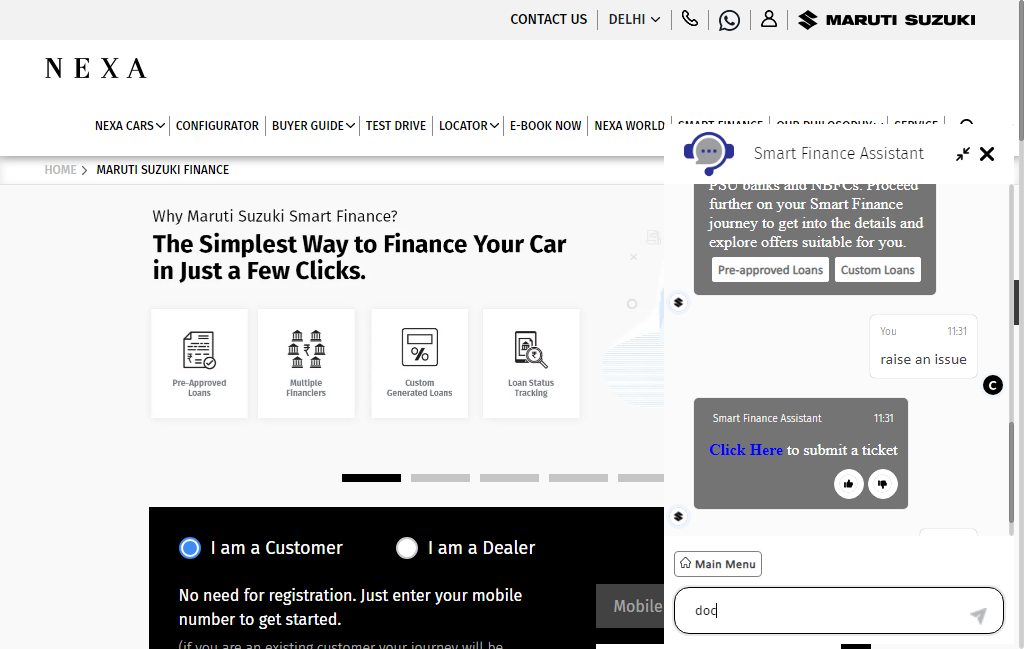 CONTACT US
DELHI
MARUTI SUZUKI
NEXA
NEXA CARS
CONFIGURATOR
BUYER GUIDE
TEST DRIVE
LOCATOR
E-BOOK NOW
NEXA WORLD
SMART FINANCE
OUR PHILOSOPHY
SERVICE
HOME
MARUTI SUZUKI FINANCE
Why Maruti Suzuki Smart Finance?
The Simplest Way to Finance Your Car
in Just a Few Clicks.
Pre-Approved
Loans
Multiple
Financiers
Custom
Generated Loans
Loan Status
Tracking
I am a Customer
I am a Dealer
No need for registration. Just enter your mobile
number to get started.
(if you are an existing customer your journey will be
Mobile
Smart Finance Assistant
PSU banks and NBFCs. Proceed
further on your Smart Finance
journey to get into the details and
explore offers suitable for you.
Pre-approved Loans
Custom Loans
You
11:31
raise an issue
C
Smart Finance Assistant
11:31
Click Here to submit a ticket
Main Menu
doc